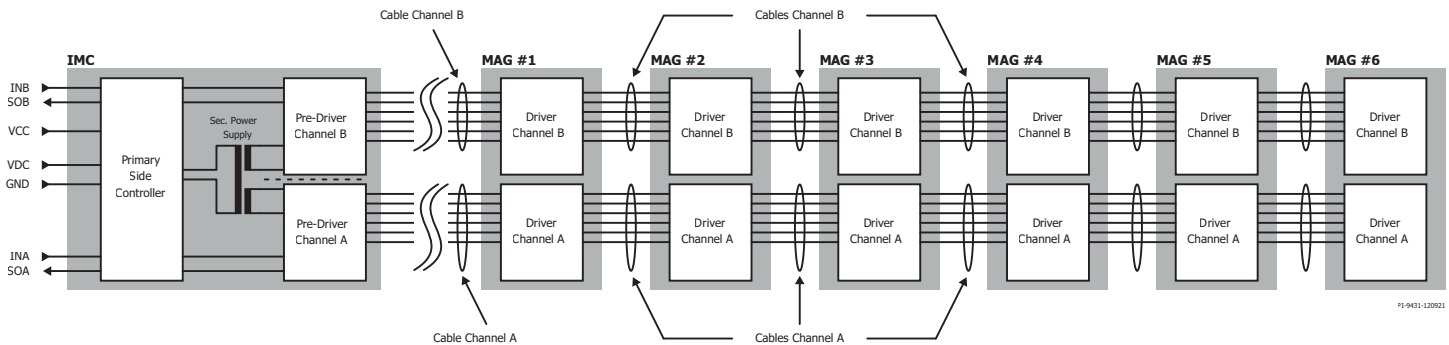 Cable Channel B
Cables Channel B
IMC
MAG #1
MAG #2
MAG #3
MAG #4
MAG #5
MAG #6
INB
SOB
VCC
VDC
GND
INA
SOA
Primary
Side
Controller
Sec. Power
Supply
Pre-Driver
Channel B
Pre-Driver
Channel A
Driver
Channel B
Driver
Channel B
Driver
Channel B
Driver
Channel B
Driver
Channel B
Driver
Channel B
Driver
Channel A
Driver
Channel A
Driver
Channel A
Driver
Channel A
Driver
Channel A
Driver
Channel A
PI-9431-120921
Cable Channel A
Cables Channel A